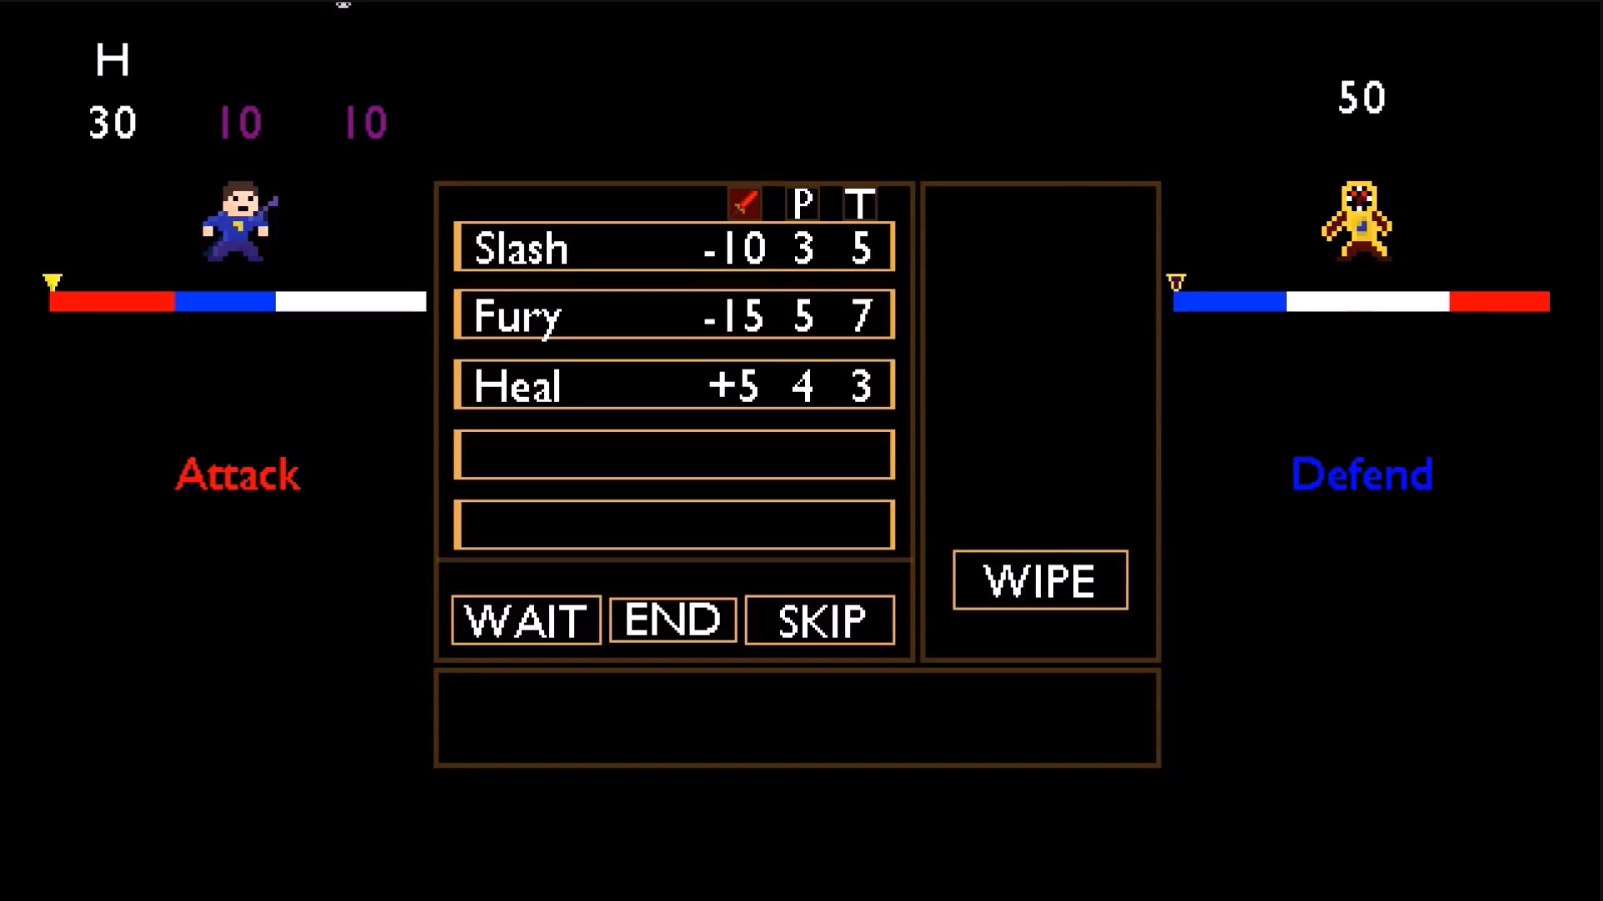 H
30 10 10
50
P T
Slash -10 3 5
Fury -15 5 7
Heal +5 4 3
Attack
Defend
WIPE
WAIT END SKIP